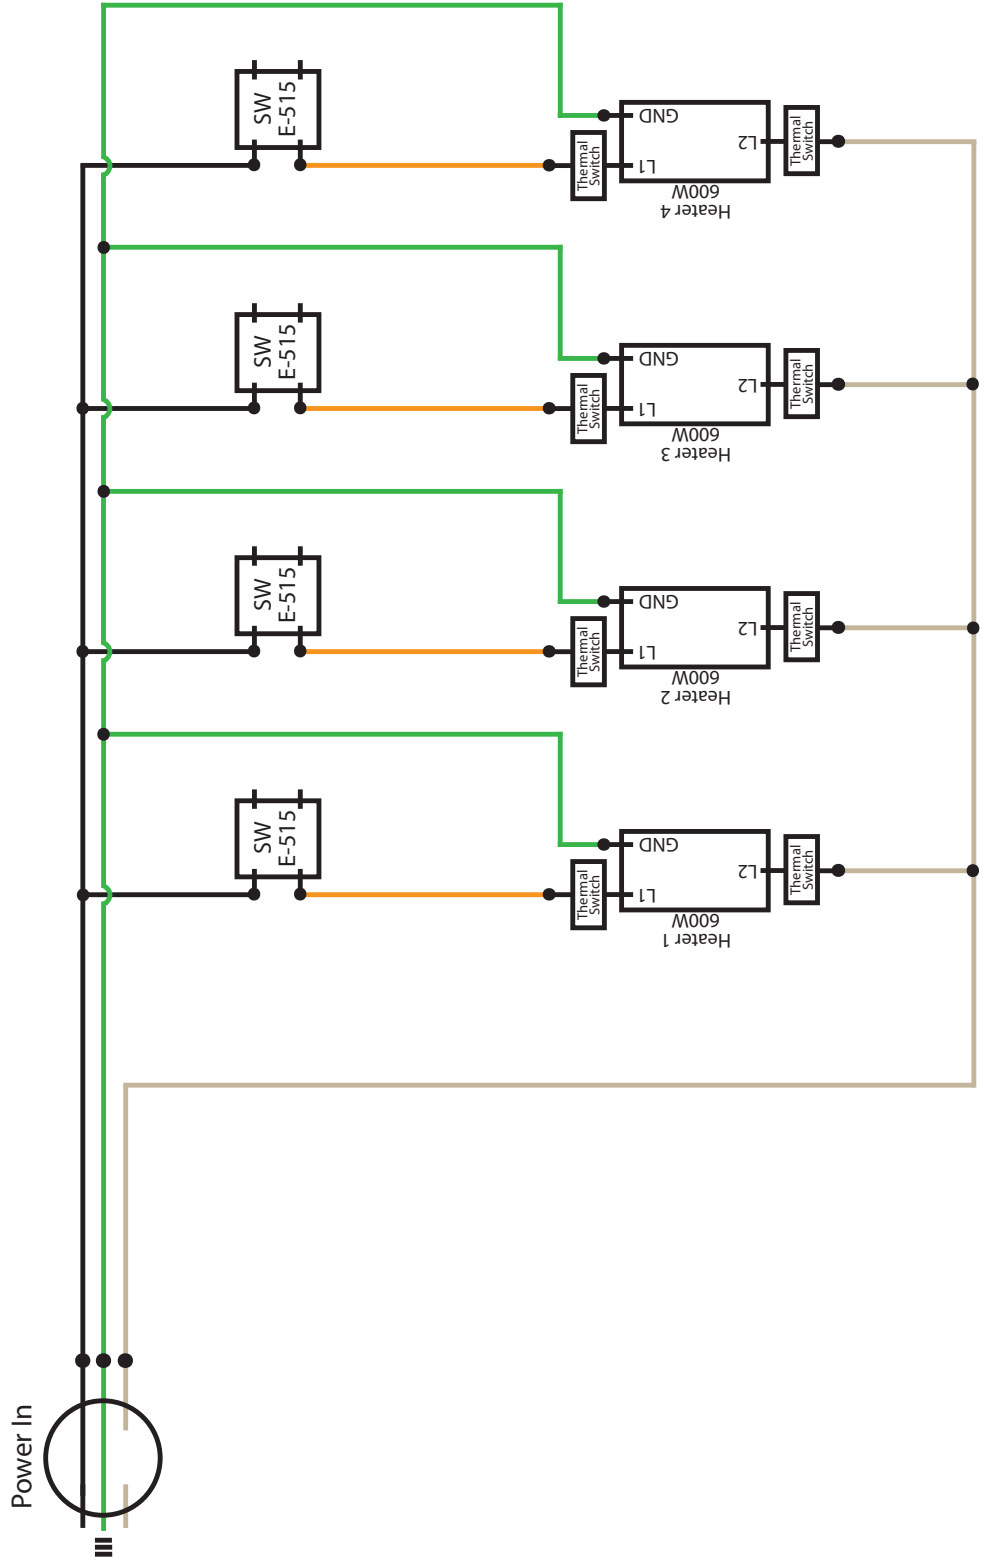 SW
E-515
GND
L1
L2
Thermal
Switch
Thermal
Switch
600W
Heater 4
SW
E-515
GND
L1
L2
Thermal
Switch
Thermal
Switch
600W
Heater 3
SW
E-515
GND
L1
L2
Thermal
Switch
Thermal
Switch
600W
Heater 2
SW
E-515
GND
L1
L2
Thermal
Switch
Thermal
Switch
600W
Heater 1
Power In